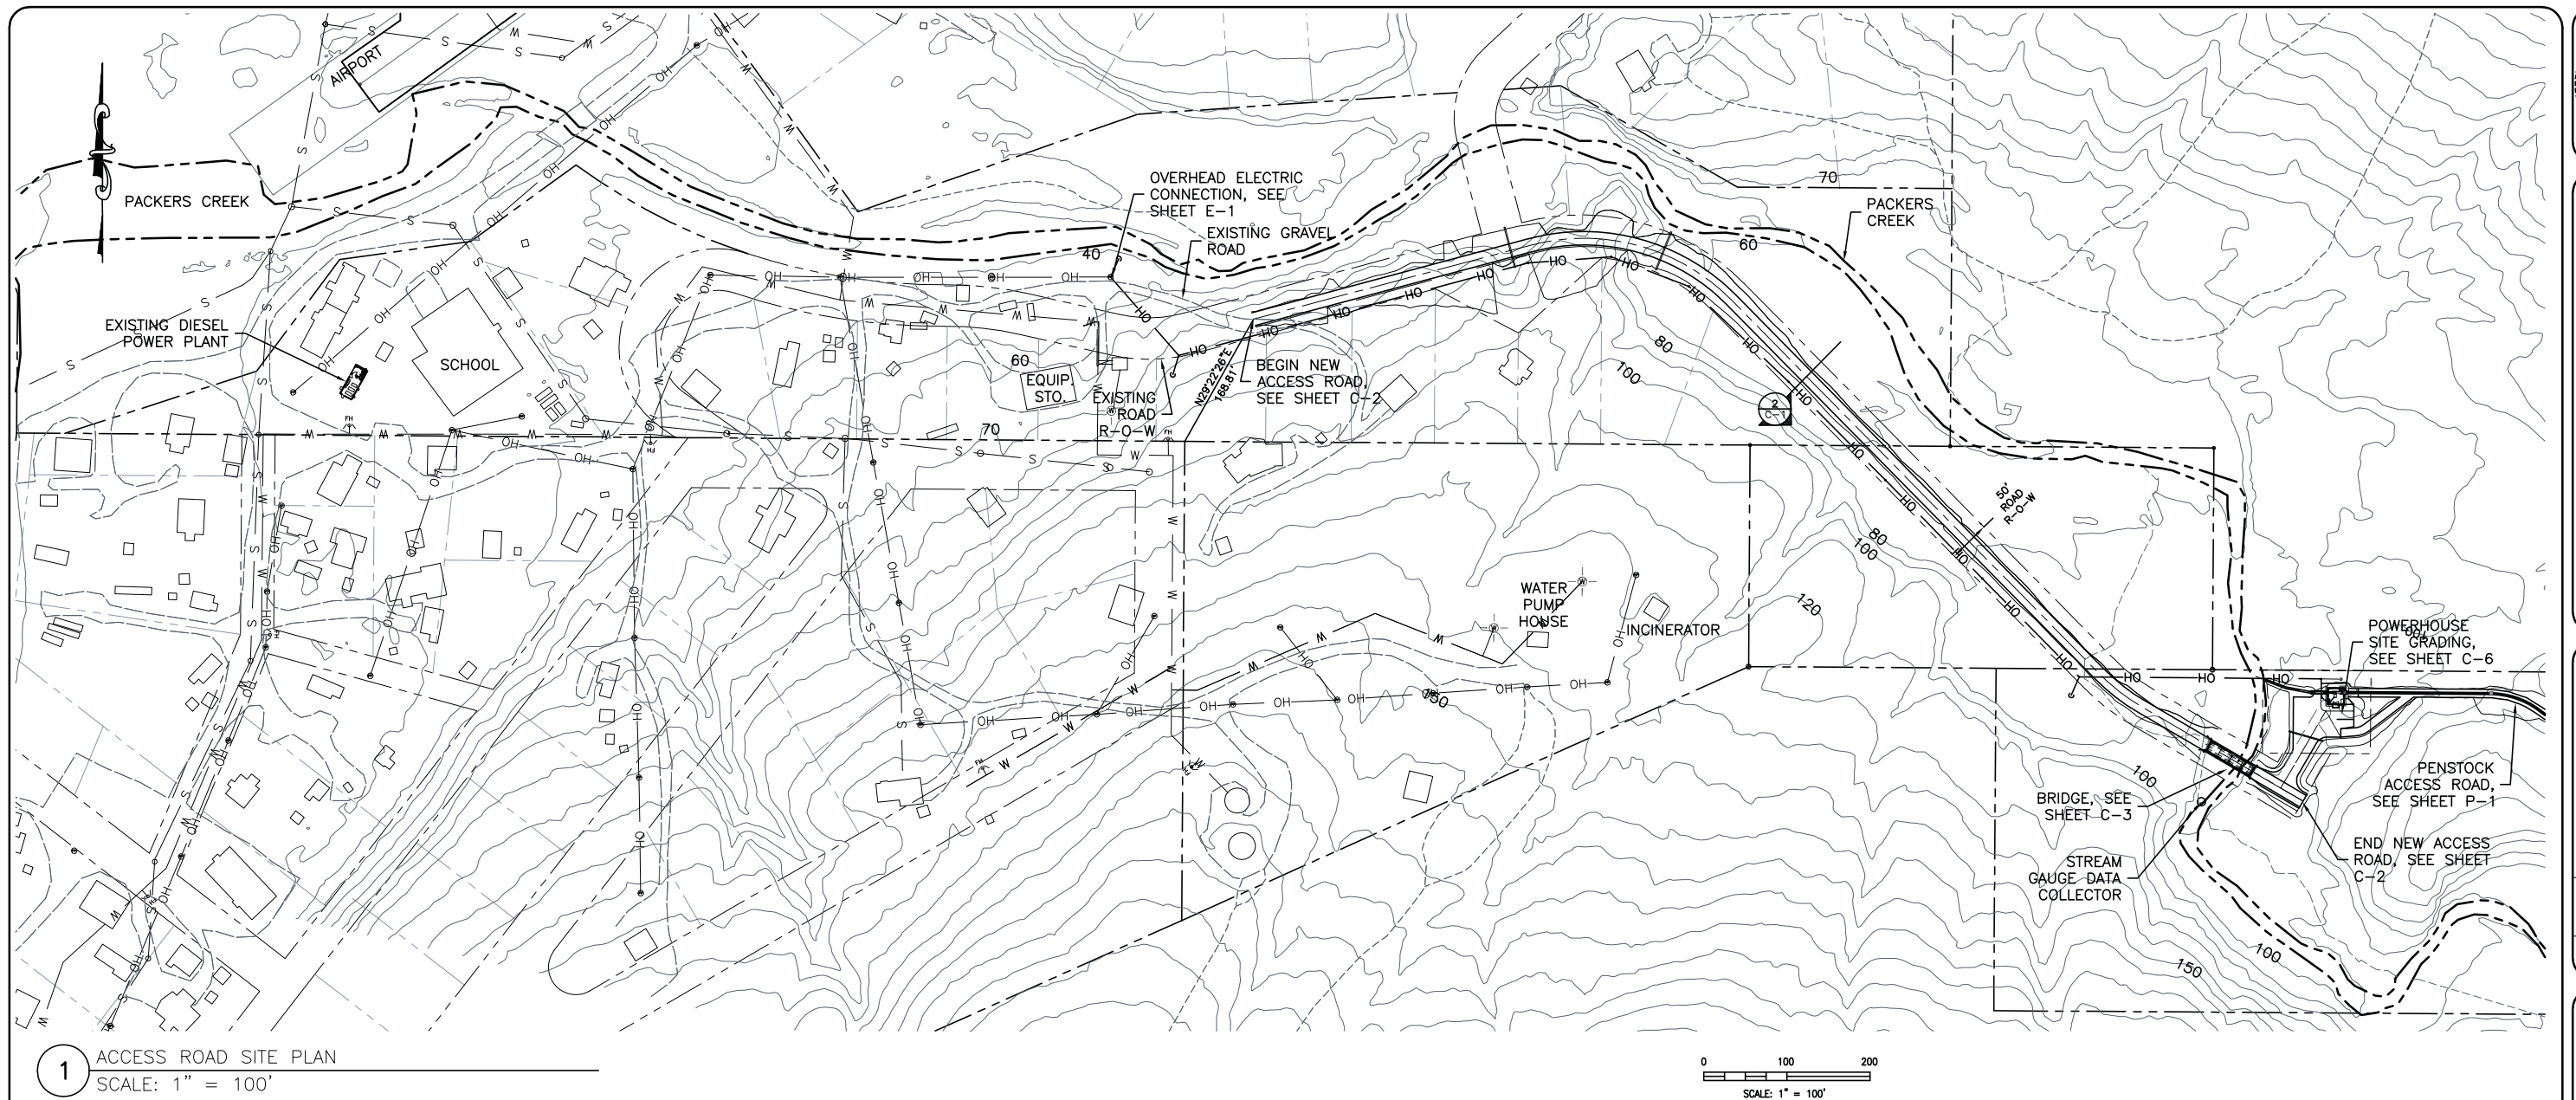 AIRPORT
PACKERS CREEK
OVERHEAD ELECTRIC
CONNECTION, SEE
SHEET E-1
EXISTING GRAVEL
ROAD
40
70
PACKERS
CREEK
60
EXISTING DIESEL
POWER PLANT
SCHOOL
60
EQUIP.
STO.
EXISTING
ROAD
R-O-W
N29°22'26"E
168.81'
BEGIN NEW
ACCESS ROAD,
SEE SHEET C-2
80
100
2
C-1
70
50'
ROAD
R-O-W
80
100
120
WATER
PUMP
HOUSE
INCINERATOR
150
POWERHOUSE
SITE GRADING,
SEE SHEET C-6
100
PENSTOCK
ACCESS ROAD,
SEE SHEET P-1
100
BRIDGE, SEE
SHEET C-3
END NEW ACCESS
ROAD, SEE SHEET
C-2
STREAM
GAUGE DATA
COLLECTOR
100
150
1
ACCESS ROAD SITE PLAN
SCALE: 1" = 100'
0 100 200
SCALE: 1" = 100'